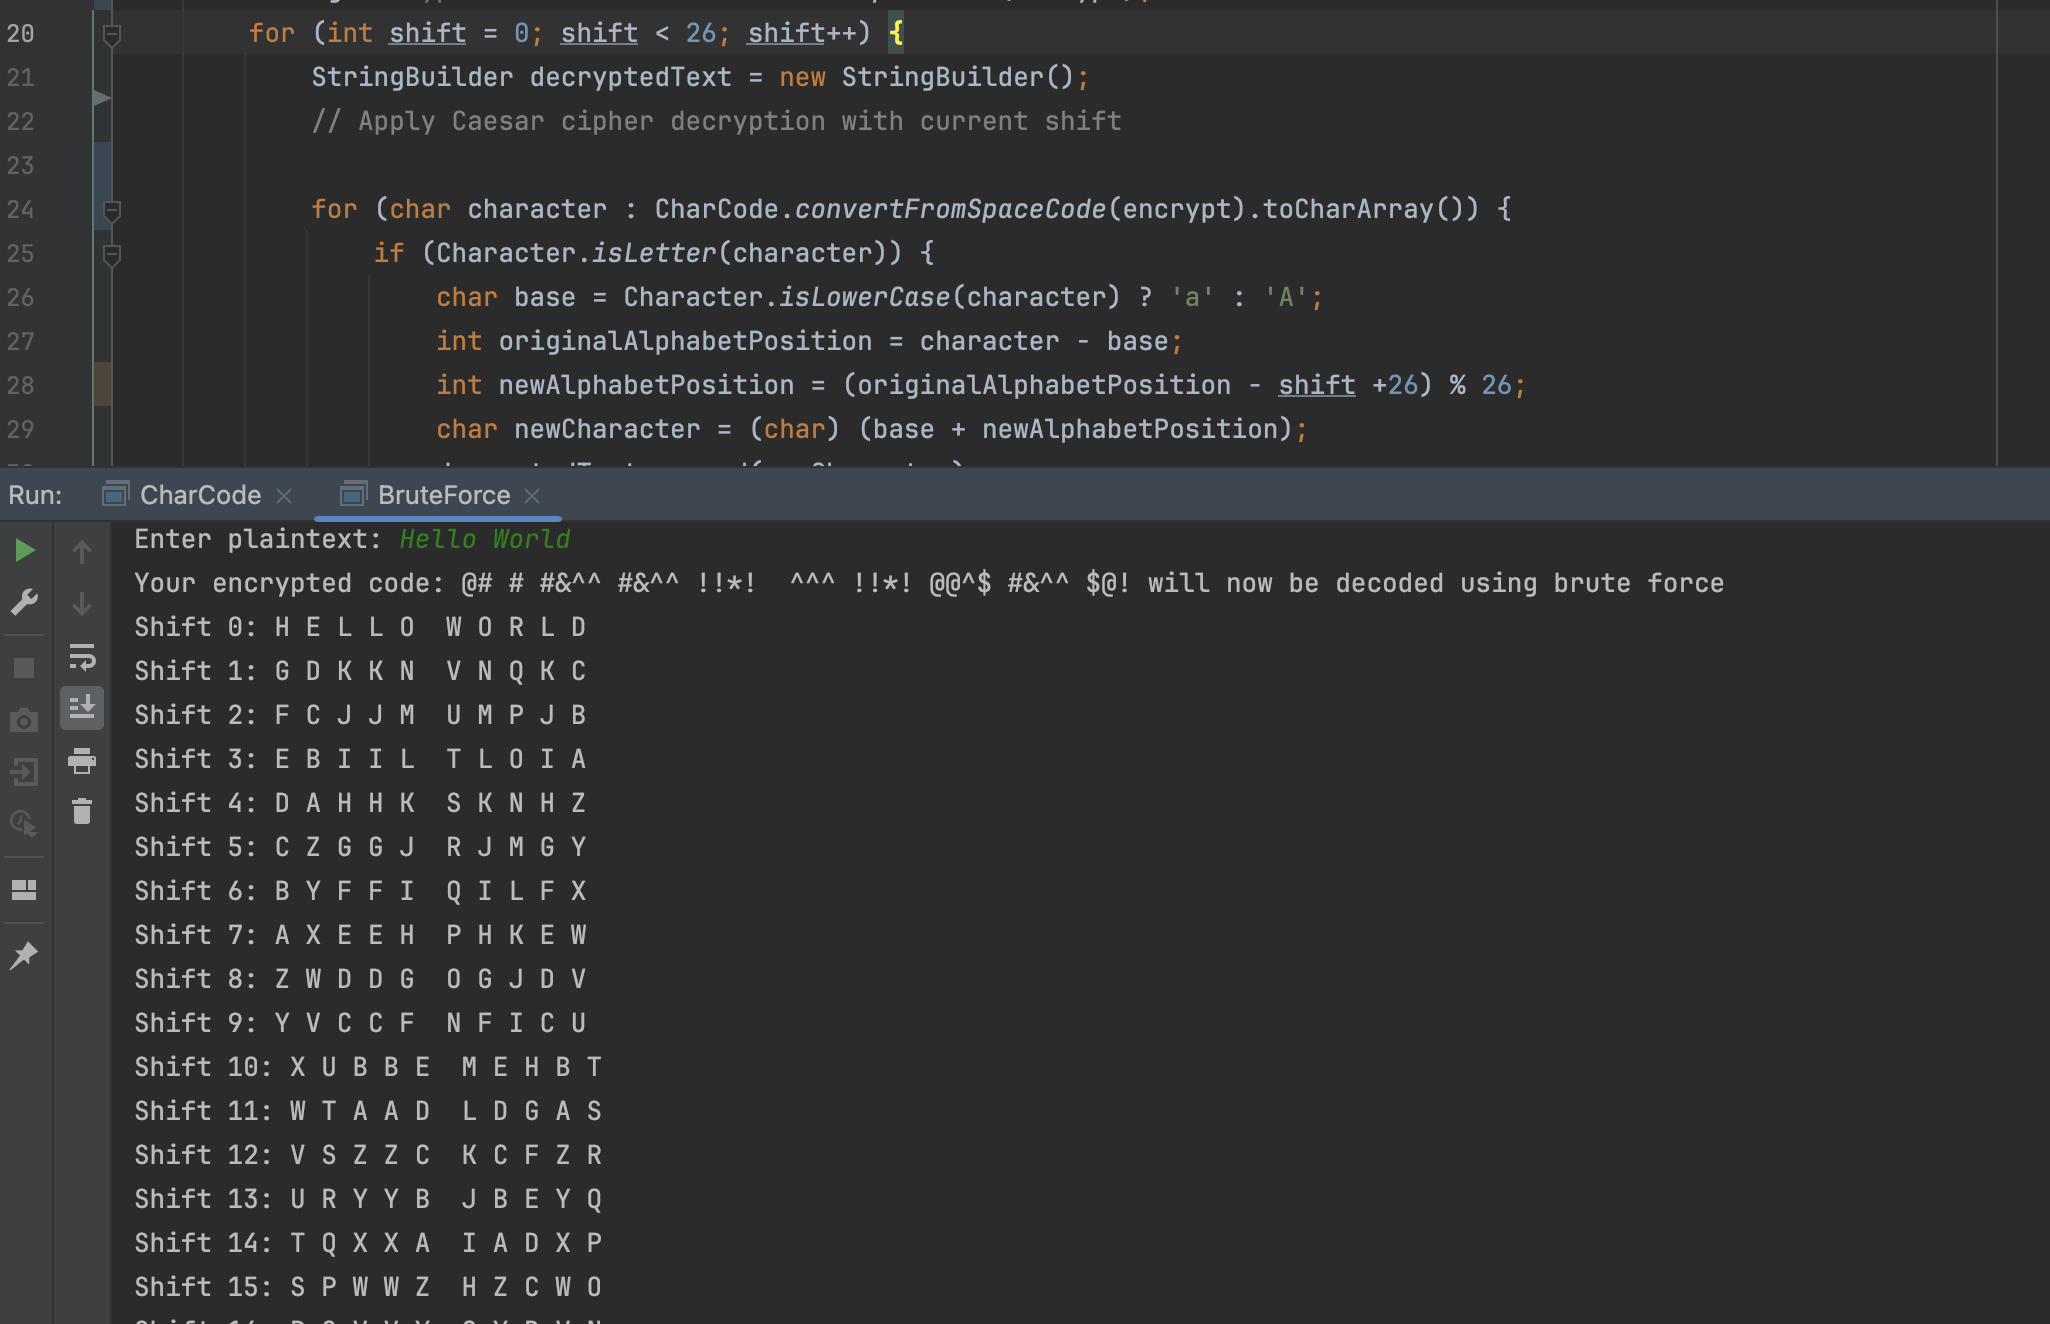 20 for (int shift = 0; shift < 26; shift++) {
21 StringBuilder decryptedText = new StringBuilder();
22 // Apply Caesar cipher decryption with current shift
23
24 for (char character : CharCode.convertFromSpaceCode(encrypt).toCharArray()) {
25 if (Character.isLetter(character)) {
26 char base = Character.isLowerCase(character) ? 'a' : 'A';
27 int originalAlphabetPosition = character - base;
28 int newAlphabetPosition = (originalAlphabetPosition - shift +26) % 26;
29 char newCharacter = (char) (base + newAlphabetPosition);
Run: CharCode BruteForce
Enter plaintext: Hello World
Your encrypted code: @# # #&^^ #&^^ !!*!  ^^^ !!*! @@^$ #&^^ $@! will now be decoded using brute force
Shift 0: H E L L O  W O R L D
Shift 1: G D K K N  V N Q K C
Shift 2: F C J J M  U M P J B
Shift 3: E B I I L  T L O I A
Shift 4: D A H H K  S K N H Z
Shift 5: C Z G G J  R J M G Y
Shift 6: B Y F F I  Q I L F X
Shift 7: A X E E H  P H K E W
Shift 8: Z W D D G  O G J D V
Shift 9: Y V C C F  N F I C U
Shift 10: X U B B E  M E H B T
Shift 11: W T A A D  L D G A S
Shift 12: V S Z Z C  K C F Z R
Shift 13: U R Y Y B  J B E Y Q
Shift 14: T Q X X A  I A D X P
Shift 15: S P W W Z  H Z C W O